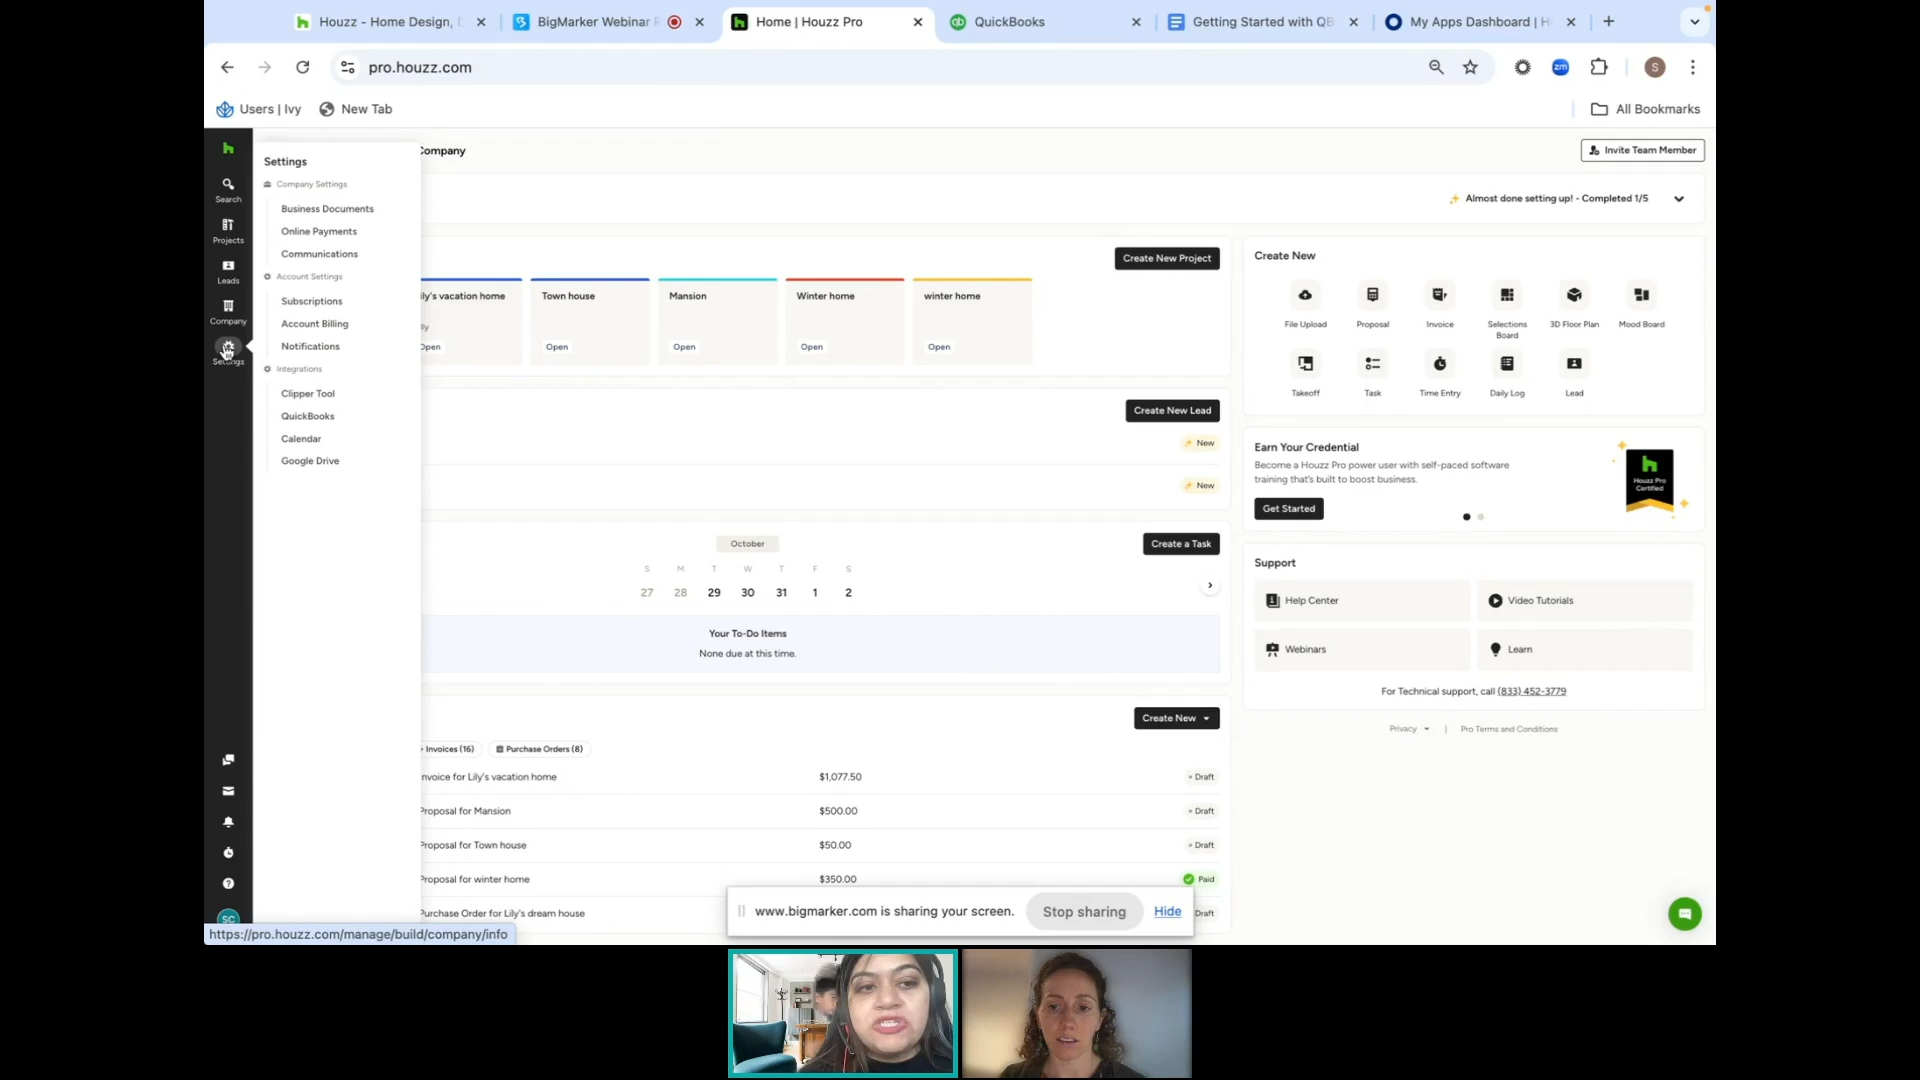 Houzz - Home Design, D
BigMarker Webinar
Home | Houzz Pro
QuickBooks
Getting Started with QB
My Apps Dashboard | H
pro.houzz.com
zm
S
Users | Ivy
New Tab
All Bookmarks
Search
Projects
Leads
Company
Settings
SC
Settings
Company Settings
Business Documents
Online Payments
Communications
Account Settings
Subscriptions
Account Billing
Notifications
Integrations
Clipper Tool
QuickBooks
Calendar
Google Drive
Company
Invite Team Member
Almost done setting up! - Completed 1/5
Create New Project
ily's vacation home
Town house
Mansion
Winter home
winter home
lly
Open
Open
Open
Open
Open
Create New Lead
New
New
October
Create a Task
S M T W T F S
27 28 29 30 31 1 2
Your To-Do Items
None due at this time.
Create New
Invoices (16)
Purchase Orders (8)
nvoice for Lily's vacation home $1,077.50 Draft
Proposal for Mansion $500.00 Draft
Proposal for Town house $50.00 Draft
Proposal for winter home $350.00 Paid
Purchase Order for Lily's dream house Draft
Create New
File Upload
Proposal
Invoice
Selections
Board
3D Floor Plan
Mood Board
Takeoff
Task
Time Entry
Daily Log
Lead
Earn Your Credential
Become a Houzz Pro power user with self-paced software
training that's built to boost business.
Get Started
Houzz Pro
Certified
Support
Help Center
Video Tutorials
Webinars
Learn
For Technical support, call (833) 452-3779
Privacy | Pro Terms and Conditions
www.bigmarker.com is sharing your screen.
Stop sharing
Hide
https://pro.houzz.com/manage/build/company/info